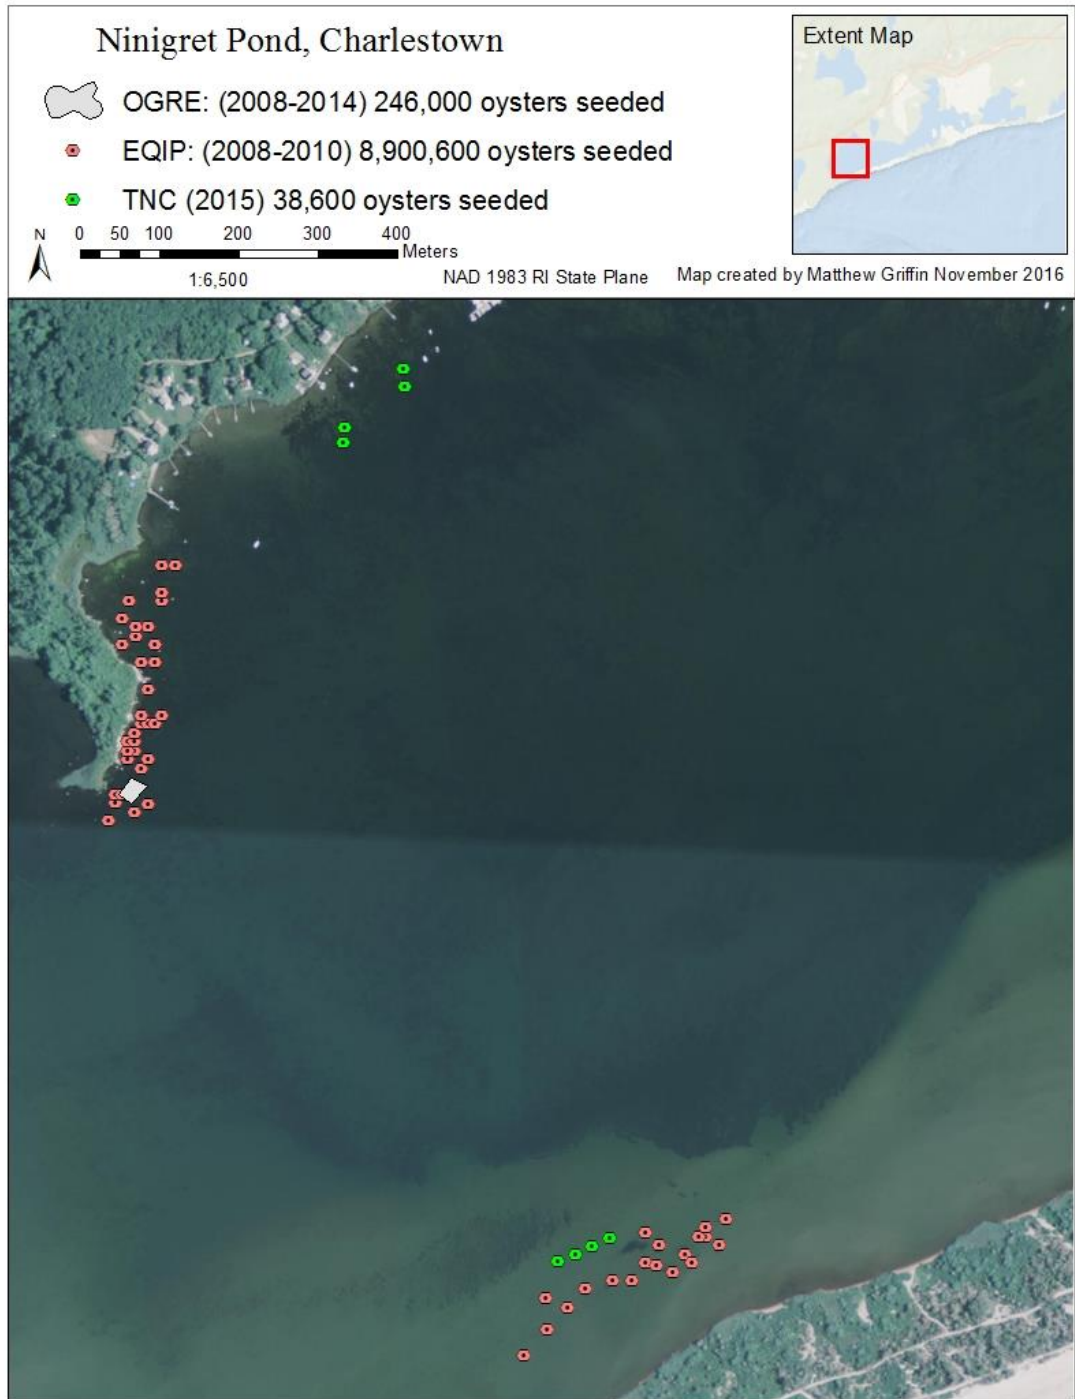 Ninigret Pond, Charlestown
Extent Map
OGRE: (2008-2014) 246,000 oysters seeded
EQIP: (2008-2010) 8,900,600 oysters seeded
TNC (2015) 38,600 oysters seeded
N 0 50 100 200 300 400
Meters
1:6,500 NAD 1983 RI State Plane Map created by Matthew Griffin November 2016